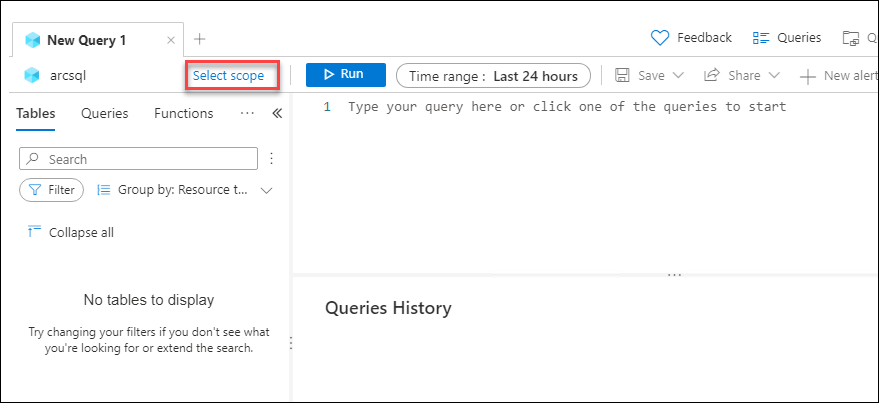 New Query 1
Feedback
Queries
Q
arcsql
Select scope
Run
Time range : Last 24 hours
Save
Share
New alert
Tables
Queries
Functions
1 Type your query here or click one of the queries to start
Search
Filter
Group by: Resource t...
Collapse all
No tables to display
Try changing your filters if you don't see what
you're looking for or extend the search.
Queries History